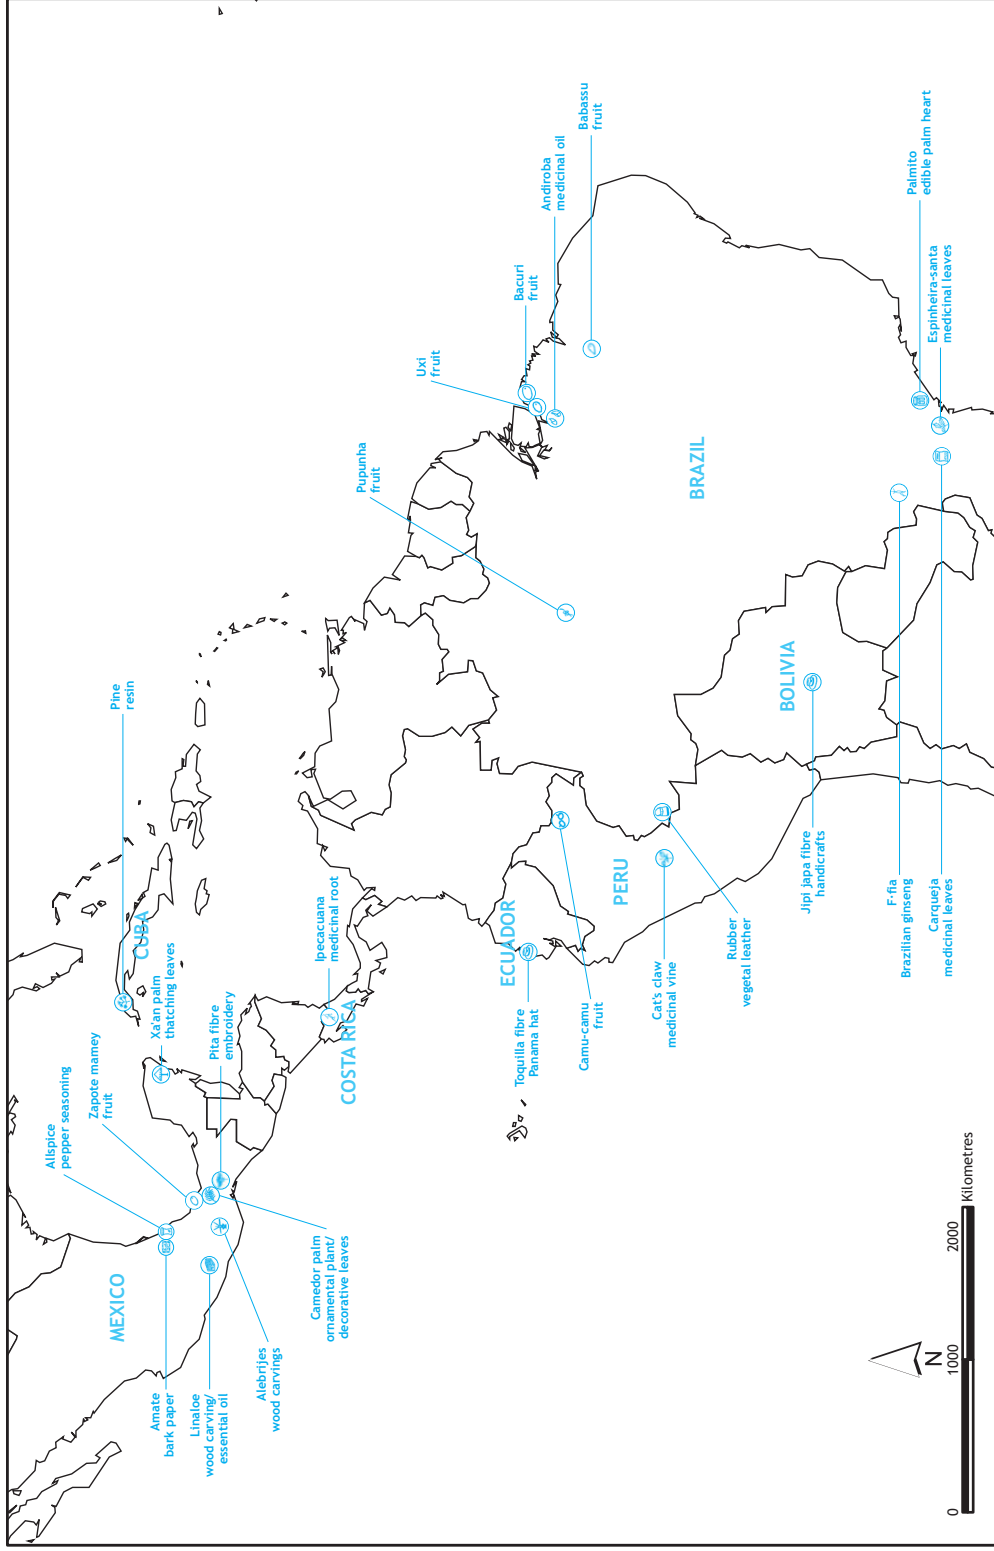 MEXICO
CUBA
COSTA RICA
ECUADOR
PERU
BRAZIL
BOLIVIA
Allspice
pepper seasoning
Zapote mamey
fruit
Xa'an palm
thatching leaves
Pita fibre
embroidery
Pine
resin
Amate
bark paper
Linaloe
wood carving/
essential oil
Alebrijes
wood carvings
Camedor palm
ornamental plant/
decorative leaves
Ipecacuana
medicinal root
Pupunha
fruit
Uxi
fruit
Bacuri
fruit
Andiroba
medicinal oil
Babassu
fruit
Toquilla fibre
Panama hat
Camu-camu
fruit
Cat's claw
medicinal vine
Rubber
vegetal leather
Jipi japa fibre
handicrafts
Brazilian ginseng
Carqueja
medicinal leaves
Palmito
edible palm heart
Espinheira-santa
medicinal leaves
N
0 1000 2000
Kilometres